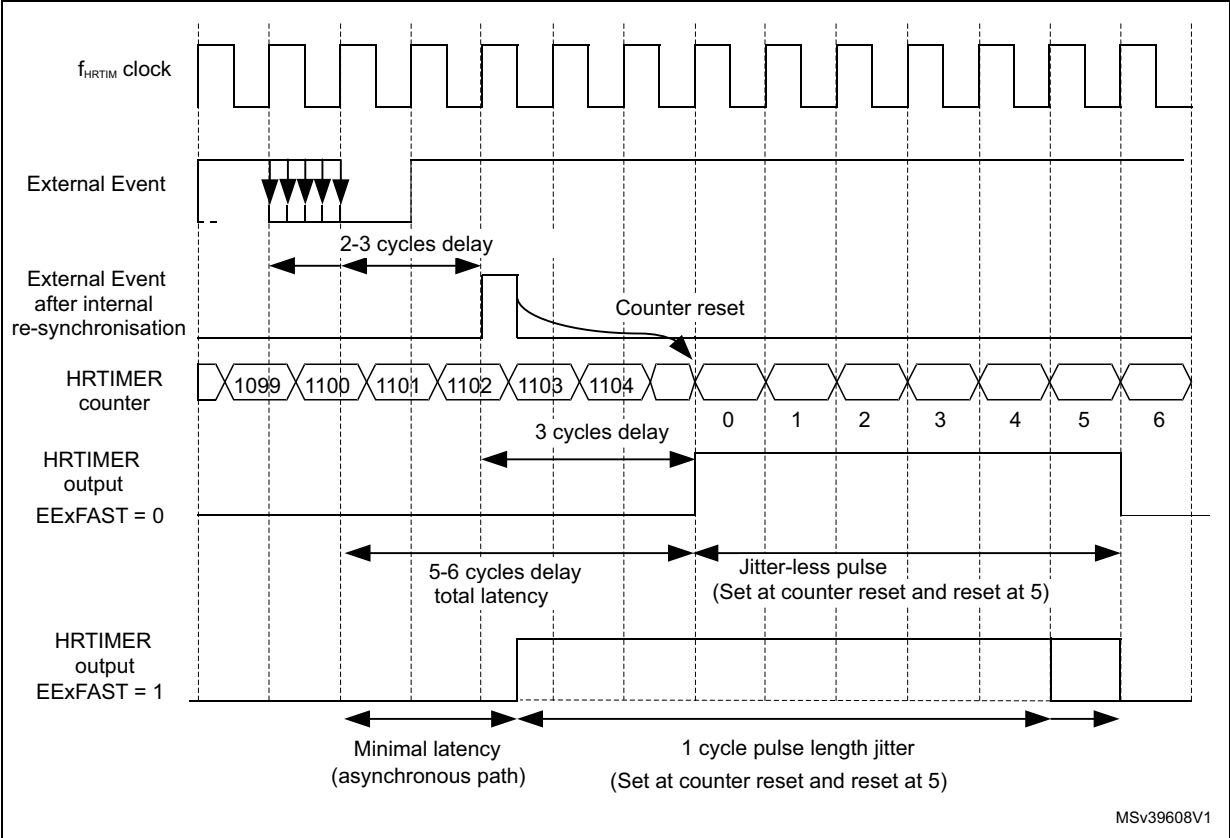 fHRTIM clock
External Event
2-3 cycles delay
External Event
after internal
re-synchronisation
Counter reset
HRTIMER
counter
1099 1100 1101 1102 1103 1104
0 1 2 3 4 5 6
3 cycles delay
HRTIMER
output
EExFAST = 0
5-6 cycles delay
total latency
Jitter-less pulse
(Set at counter reset and reset at 5)
HRTIMER
output
EExFAST = 1
Minimal latency
(asynchronous path)
1 cycle pulse length jitter
(Set at counter reset and reset at 5)
MSv39608V1